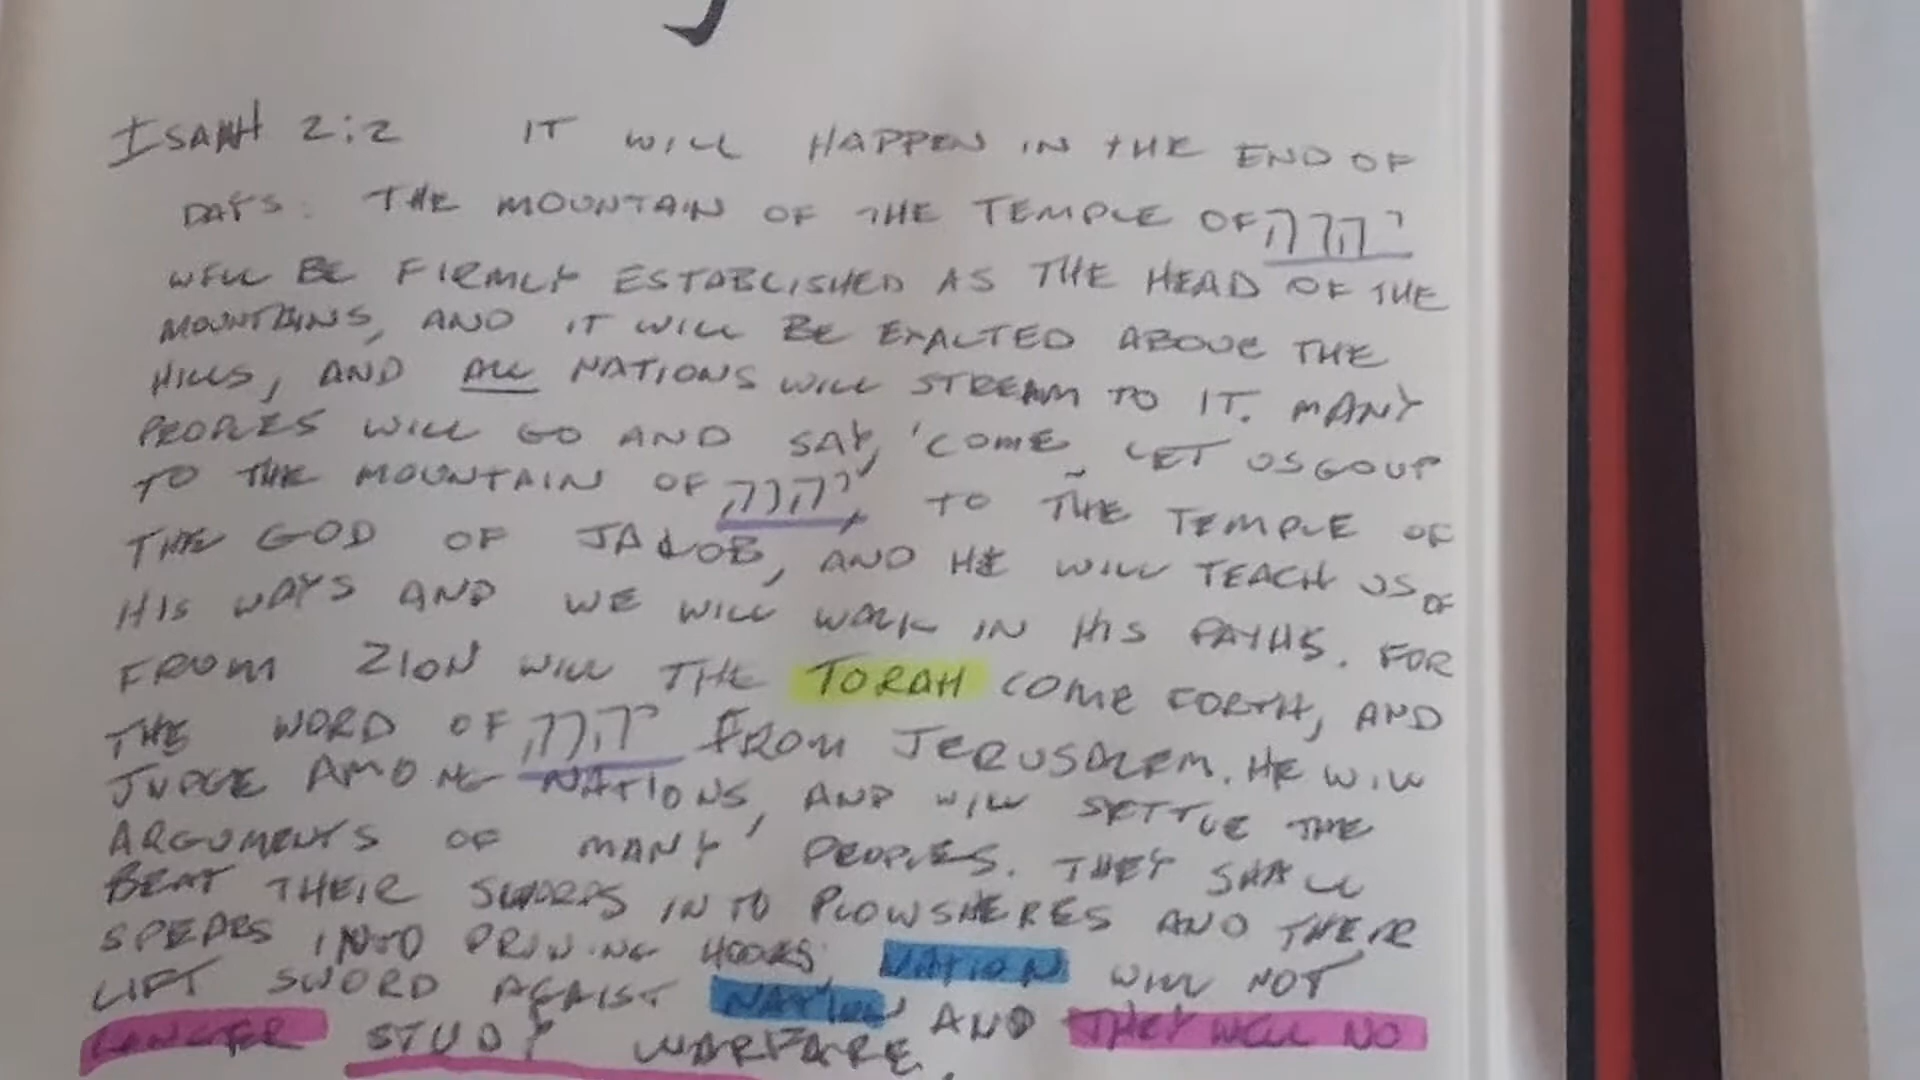 ISAAH 2:2 IT WILL HAPPEN IN THE END OF
DAYS: THE MOUNTAIN OF THE TEMPLE OF יהוה
WILL BE FIRMLY ESTABLISHED AS THE HEAD OF THE
MOUNTAINS, AND IT WILL BE EXALTED ABOVE THE
HILLS, AND ALL NATIONS WILL STREAM TO IT. MANY
PEOPLES WILL GO AND SAY, 'COME, LET US GO UP
TO THE MOUNTAIN OF יהוה, TO THE TEMPLE OF
THE GOD OF JACOB, AND HE WILL TEACH US OF
HIS WAYS AND WE WILL WALK IN HIS PATHS. FOR
FROM ZION WILL THE TORAH COME FORTH, AND
THE WORD OF יהוה FROM JERUSALEM. HE WILL
JUDGE AMONG NATIONS, AND WILL SETTLE THE
ARGUMENTS OF MANY PEOPLES. THEY SHALL
BEAT THEIR SWORDS INTO PLOWSHERES AND THEIR
SPEARS INTO PRUNING HOOKS; NATION WILL NOT
LIFT SWORD AGAIST NATION AND THEY WILL NO
LONGER STUDY WARFARE.